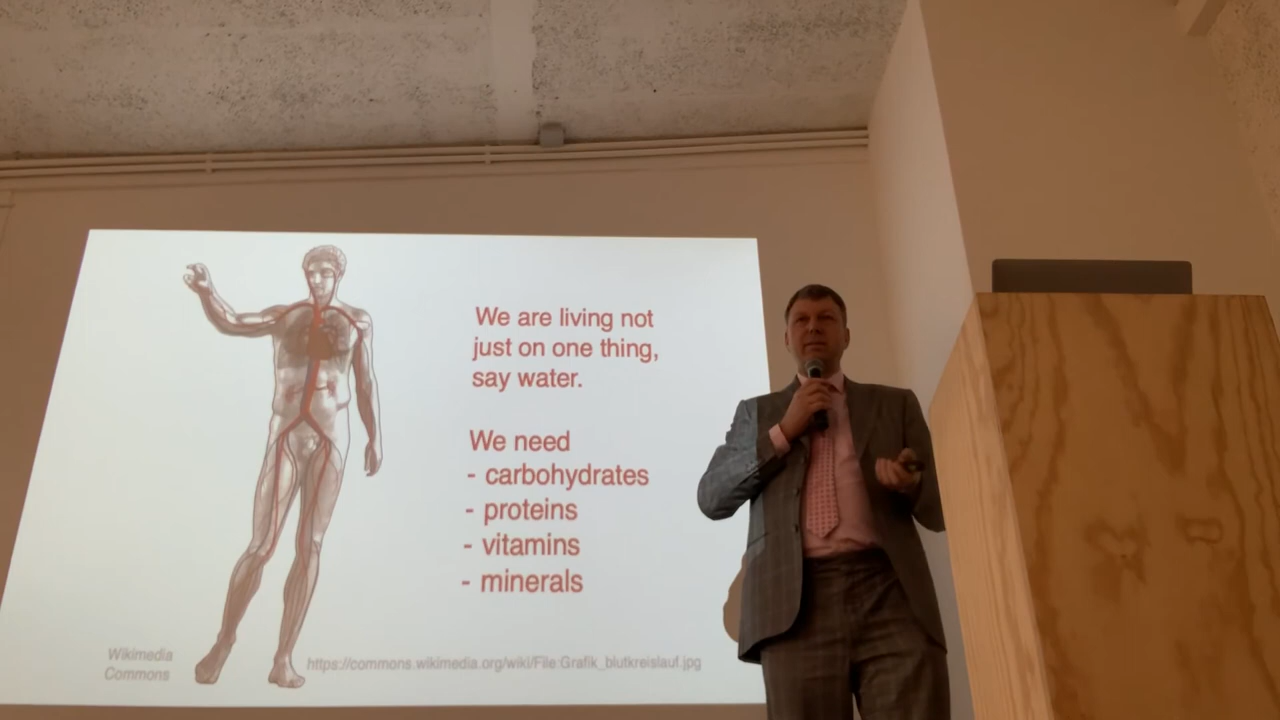 We are living not
just on one thing,
say water.
We need
- carbohydrates
- proteins
- vitamins
- minerals
Wikimedia
Commons
https://commons.wikimedia.org/wiki/File:Grafik_blutkreislauf.jpg